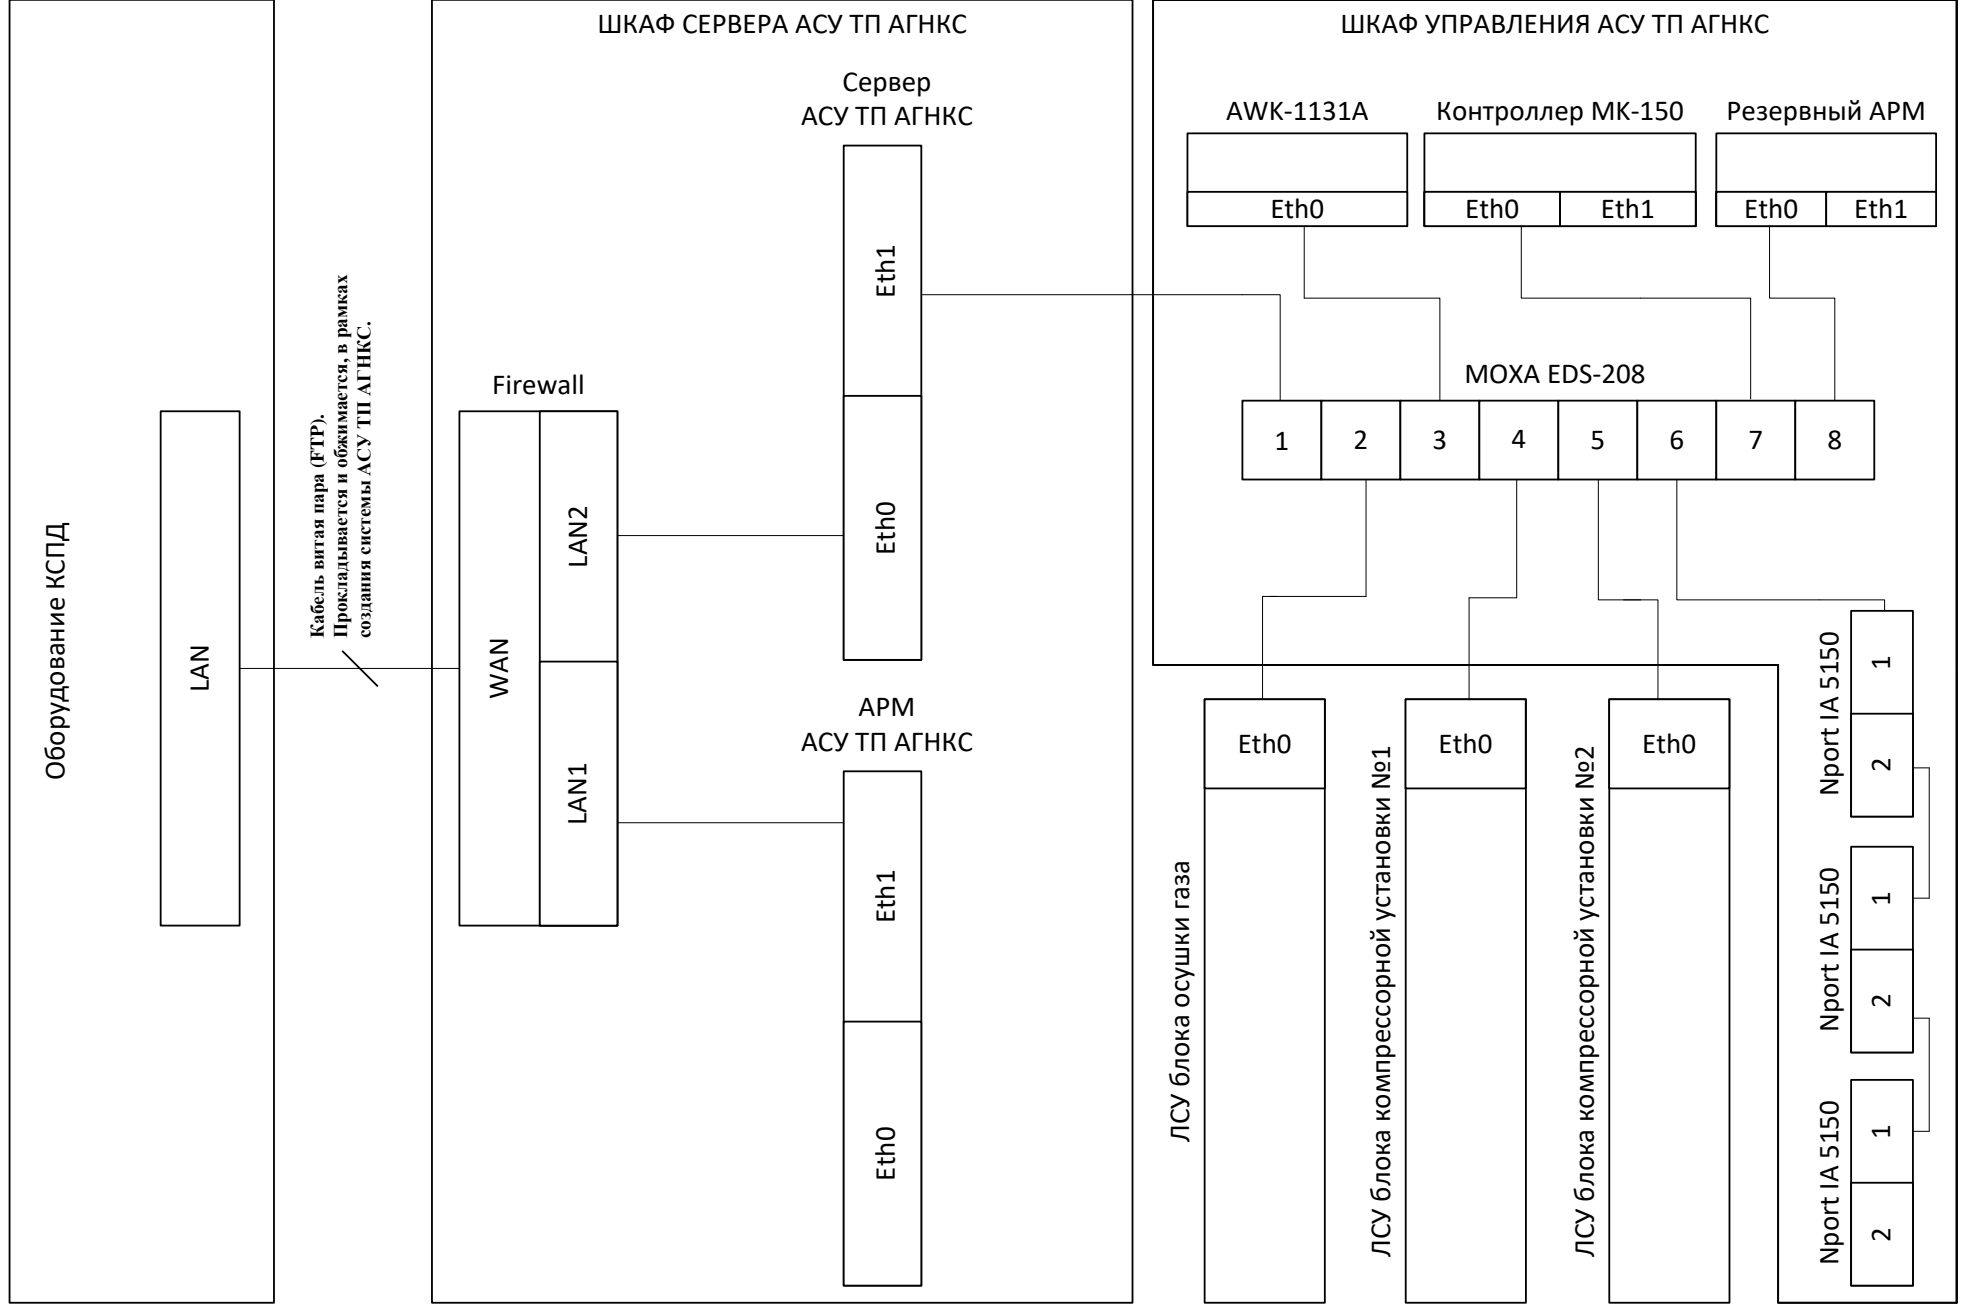 Оборудование КСПД
LAN
Кабель витая пара (FTP).
Прокладывается и обжимается, в рамках
создания системы АСУ ТП АГНКС.
ШКАФ СЕРВЕРА АСУ ТП АГНКС
Firewall
WAN
LAN2
LAN1
Сервер
АСУ ТП АГНКС
Eth1
Eth0
АРМ
АСУ ТП АГНКС
Eth1
Eth0
ШКАФ УПРАВЛЕНИЯ АСУ ТП АГНКС
AWK-1131A
Eth0
Контроллер МК-150
Eth0 Eth1
Резервный АРМ
Eth0 Eth1
MOXA EDS-208
1 2 3 4 5 6 7 8
ЛСУ блока осушки газа
Eth0
ЛСУ блока компрессорной установки №1
Eth0
ЛСУ блока компрессорной установки №2
Eth0
Nport IA 5150
1
2
Nport IA 5150
1
2
Nport IA 5150
1
2